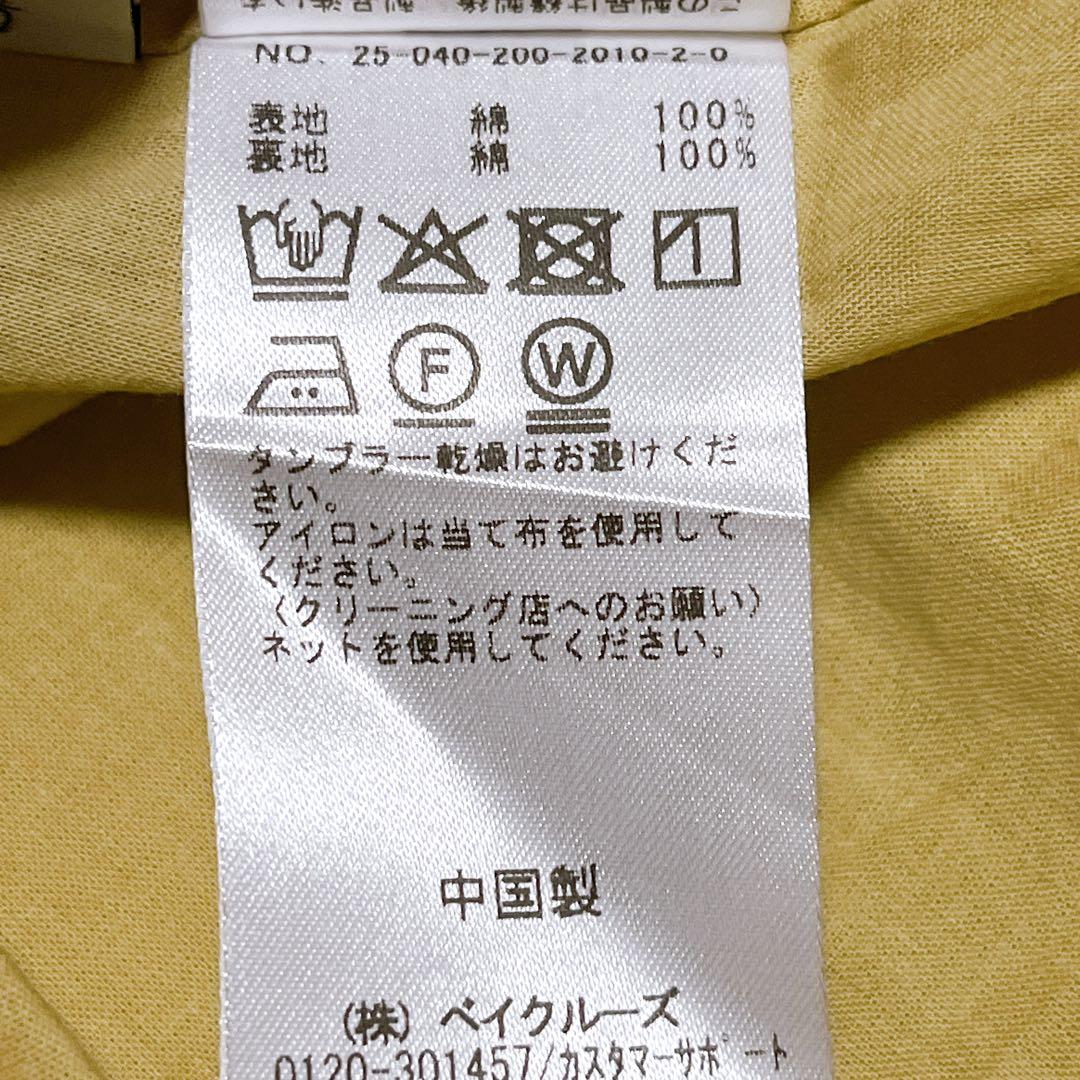 NO. 25-040-200-2010-2-0
表地 綿 100%
裏地 綿 100%
F W
タンブラー乾燥はお避けくだ
さい。
アイロンは当て布を使用して
ください。
〈クリーニング店へのお願い〉
ネットを使用してください。
中国製
(株) ベイクルーズ
0120-301457/カスタマーサポート